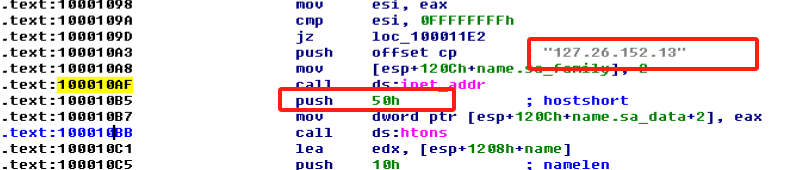 .text:10001098 mov esi, eax
.text:1000109A cmp esi, 0FFFFFFFFh
.text:1000109D jz loc_100011E2
.text:100010A3 push offset cp "127.26.152.13"
.text:100010A8 mov [esp+120Ch+name.sa_family], 2
.text:100010AF call ds:inet_addr
.text:100010B5 push 50h ; hostshort
.text:100010B7 mov dword ptr [esp+120Ch+name.sa_data+2], eax
.text:100010BB call ds:htons
.text:100010C1 lea edx, [esp+1208h+name]
.text:100010C5 push 10h ; namelen